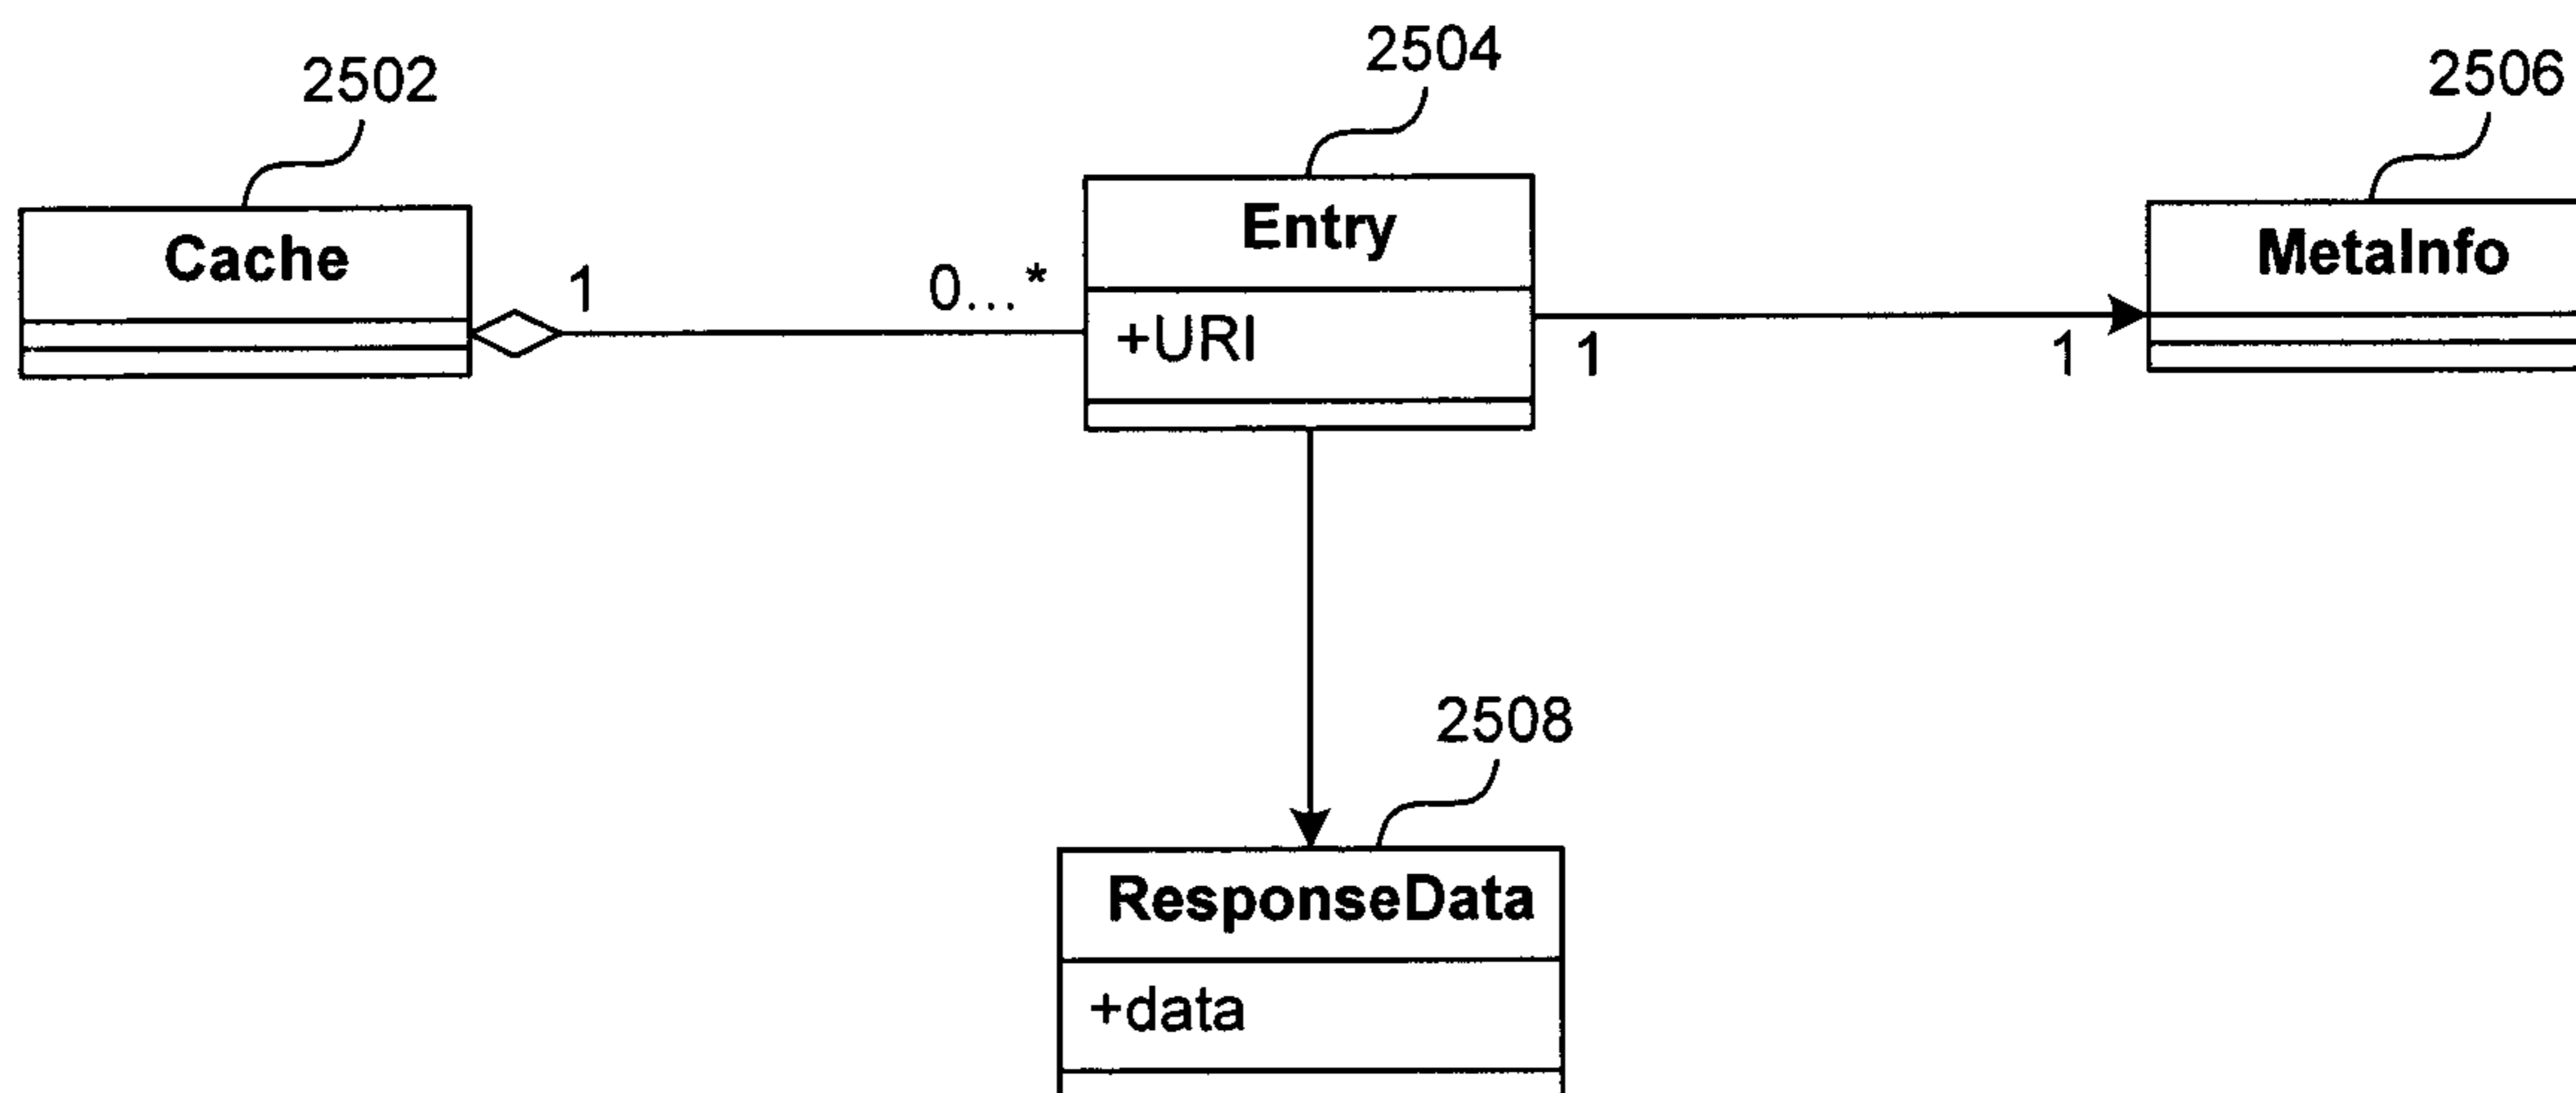 2502
2504
2506
Cache
Entry
MetaInfo
1
0...*
+URI
1
1
2508
ResponseData
+data